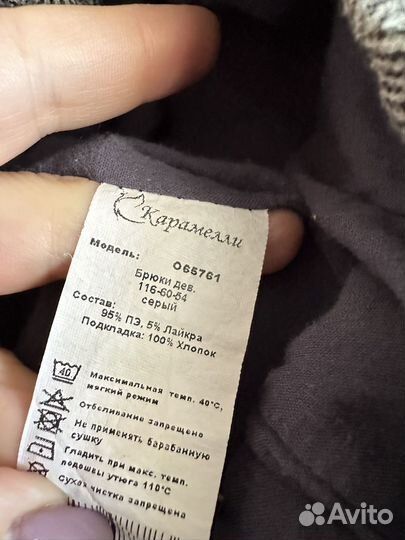 Карамелли
Модель: О65761
Брюки дев.
116-60-54
серый
Состав:
95% ПЭ, 5% Лайкра
Подкладка: 100% Хлопок
40
Максимальная темп. 40°С,
мягкий режим
Отбеливание запрещено
Не применять барабанную
сушку
Гладить при макс. темп.
подошвы утюга 110°С
сухая чистка запрещена
Avito